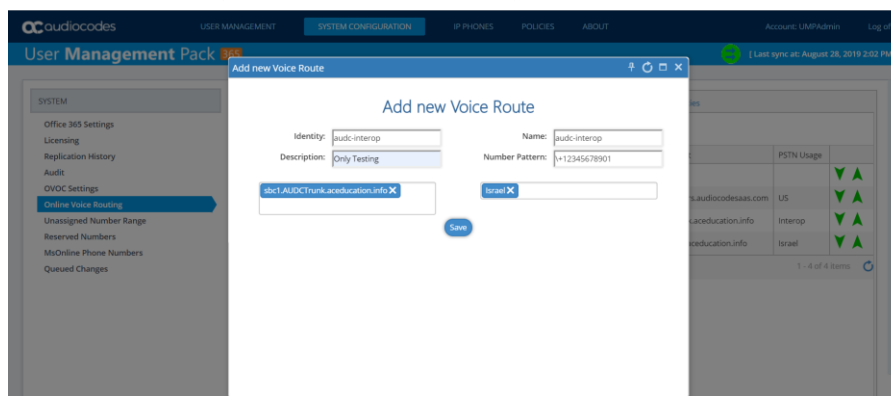 audiocodes USER MANAGEMENT SYSTEM CONFIGURATION IP PHONES POLICIES ABOUT Account: UMPAdmin Log of
User Management Pack 365 [ Last sync at: August 28, 2019 2:02 PM
Add new Voice Route
SYSTEM
Office 365 Settings
Licensing
Replication History
Audit
OVOC Settings
Online Voice Routing
Unassigned Number Range
Reserved Numbers
MsOnline Phone Numbers
Queued Changes
Add new Voice Route
Identity: audc-interop Name: audc-interop
Description: Only Testing Number Pattern: \+12345678901
sbc1.AUDCTrunk.aceducation.info X Israel X
Save
ies
PSTN Usage
rs.audiocodesaas.com US
k.aceducation.info Interop
aceducation.info Israel
1 - 4 of 4 items